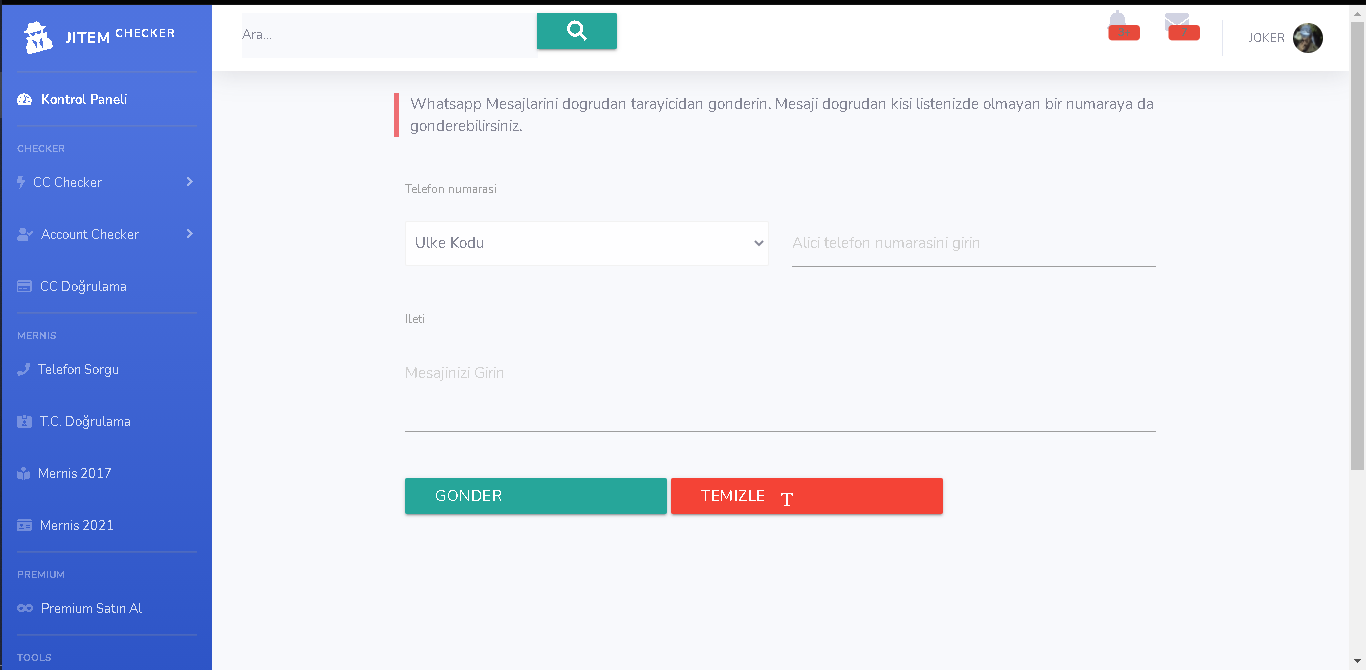 JITEM CHECKER
Ara...
JOKER
Kontrol Paneli
CHECKER
CC Checker
Account Checker
CC Doğrulama
MERNIS
Telefon Sorgu
T.C. Doğrulama
Mernis 2017
Mernis 2021
PREMIUM
Premium Satın Al
TOOLS
Whatsapp Mesajlarini dogrudan tarayicidan gonderin. Mesaji dogrudan kisi listenizde olmayan bir numaraya da
gonderebilirsiniz.
Telefon numarasi
Ulke Kodu
Alici telefon numarasini girin
Ileti
Mesajinizi Girin
GONDER
TEMIZLE T